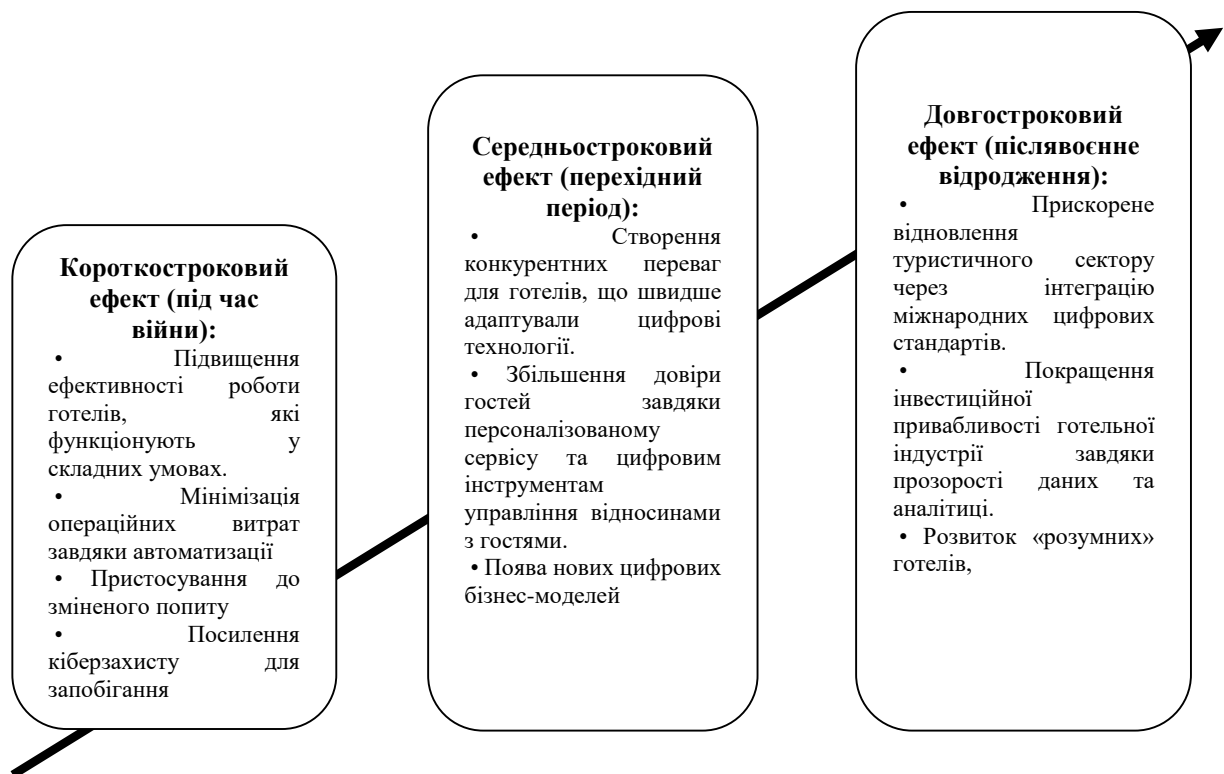 Короткостроковий
ефект (під час
війни):
• Підвищення
ефективності роботи
готелів, які
функціонують у
складних умовах.
• Мінімізація
операційних витрат
завдяки автоматизації
• Пристосування до
зміненого попиту
• Посилення
кіберзахисту для
запобігання
Середньостроковий
ефект (перехідний
період):
• Створення
конкурентних переваг
для готелів, що швидше
адаптували цифрові
технології.
• Збільшення довіри
гостей завдяки
персоналізованому
сервісу та цифровим
інструментам
управління відносинами
з гостями.
• Поява нових цифрових
бізнес-моделей
Довгостроковий
ефект (післявоєнне
відродження):
• Прискорене
відновлення
туристичного сектору
через інтеграцію
міжнародних цифрових
стандартів.
• Покращення
інвестиційної
привабливості готельної
індустрії завдяки
прозорості даних та
аналітиці.
• Розвиток «розумних»
готелів,